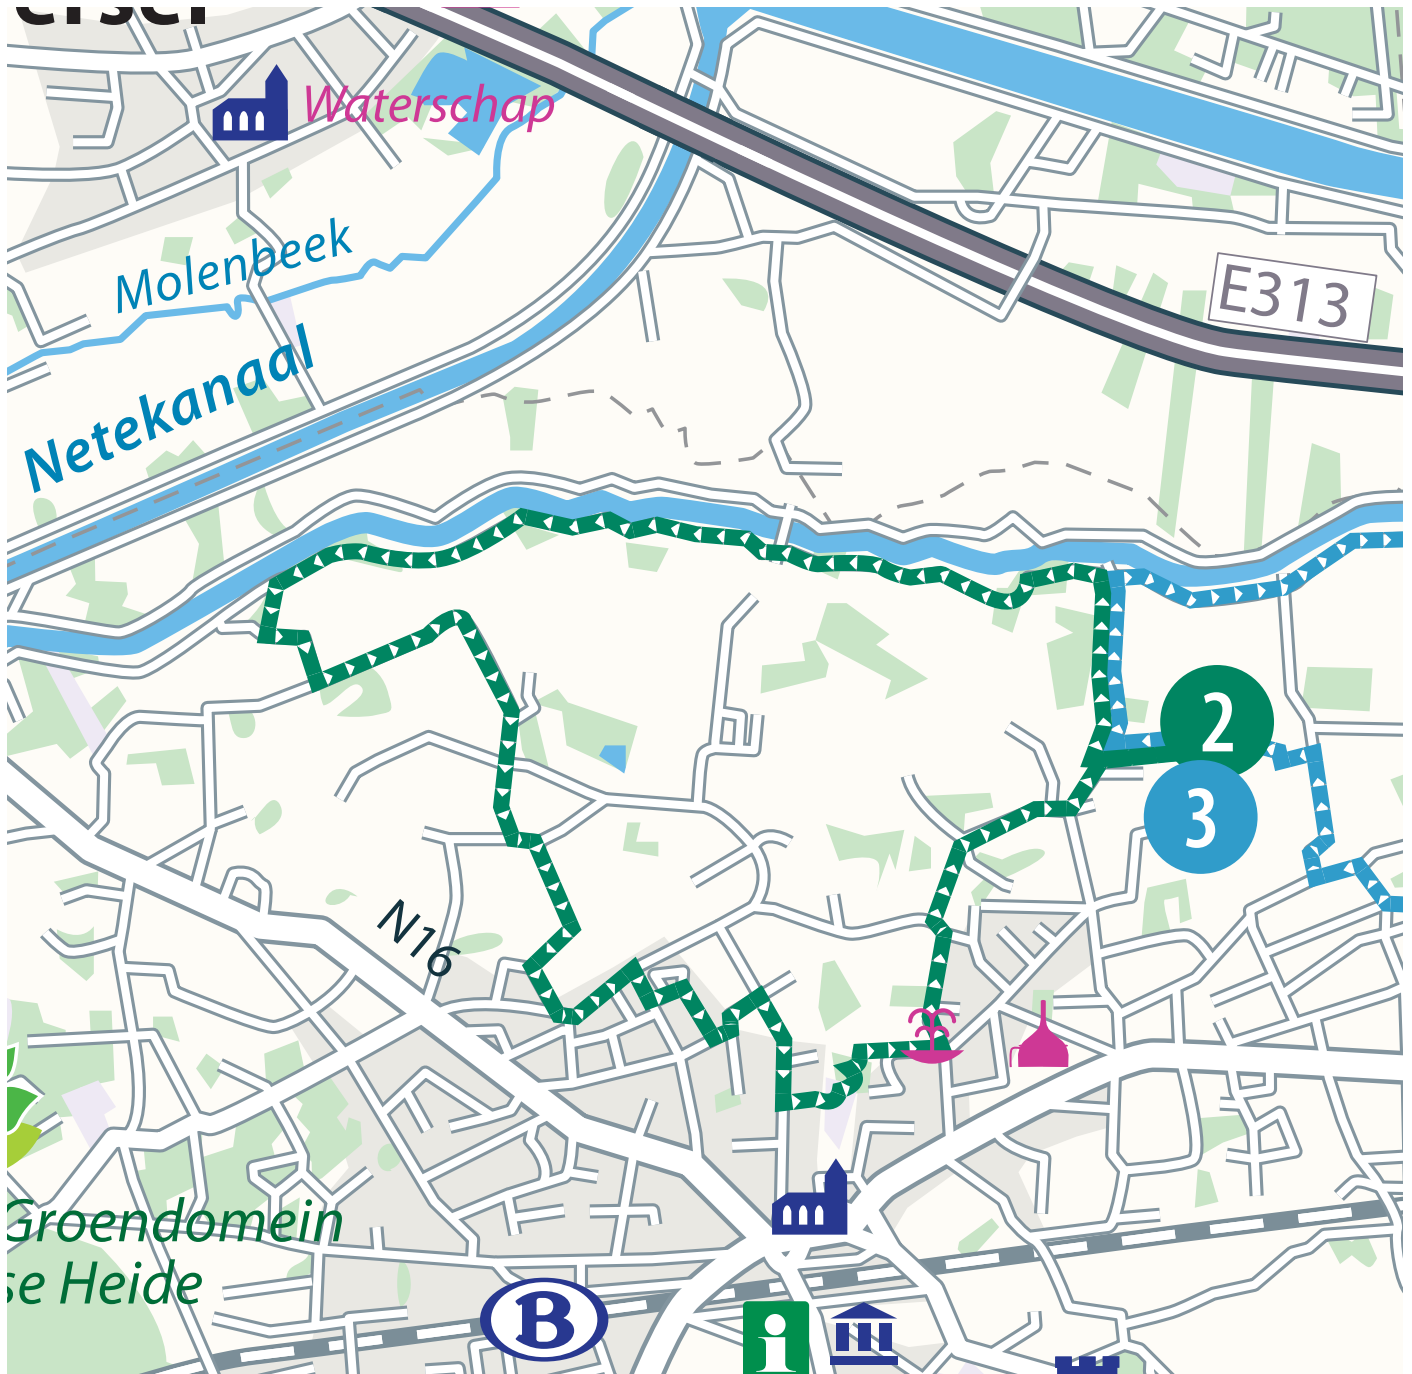 Waterschap
Molenbeek
E313
Netekanaal
2
3
N16
Groendomein
se Heide
B
i